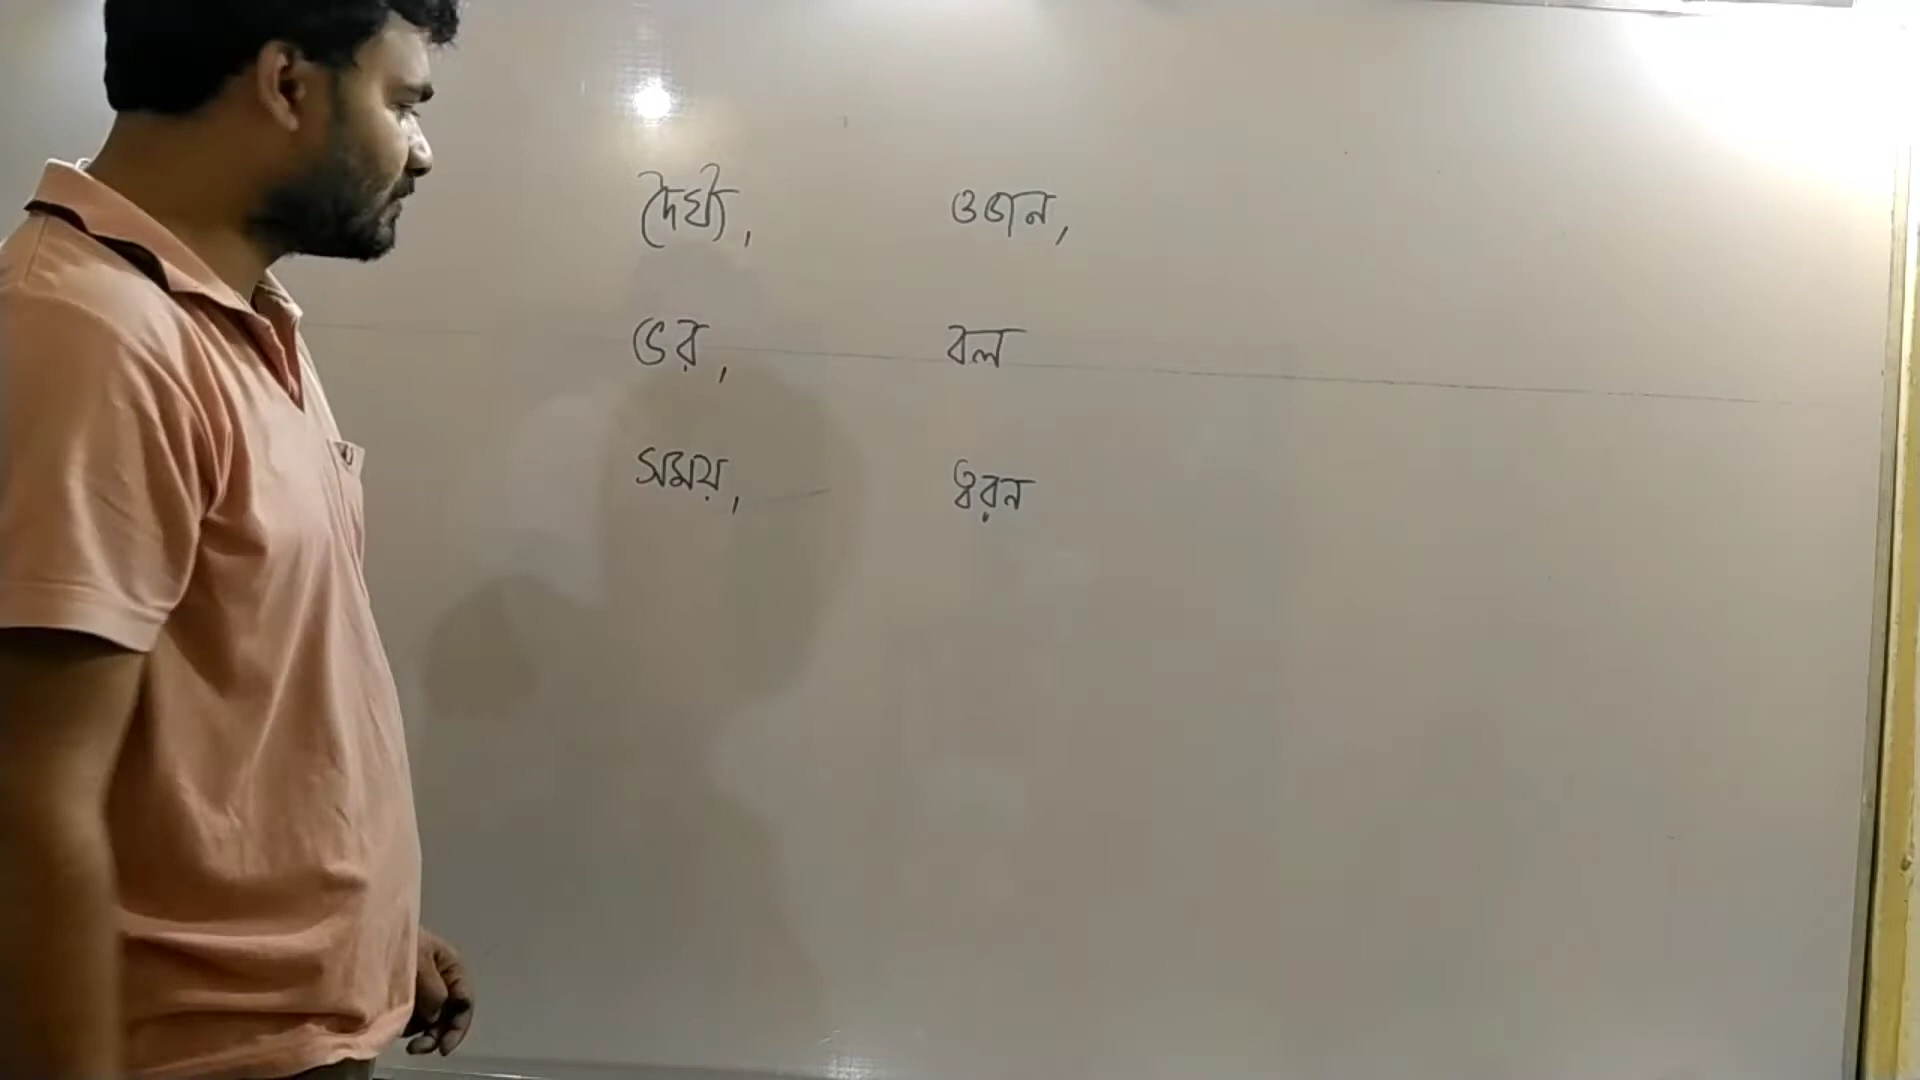 দৈর্ঘ্য, ওজন,
ভর, বল
সময়, ত্বরন